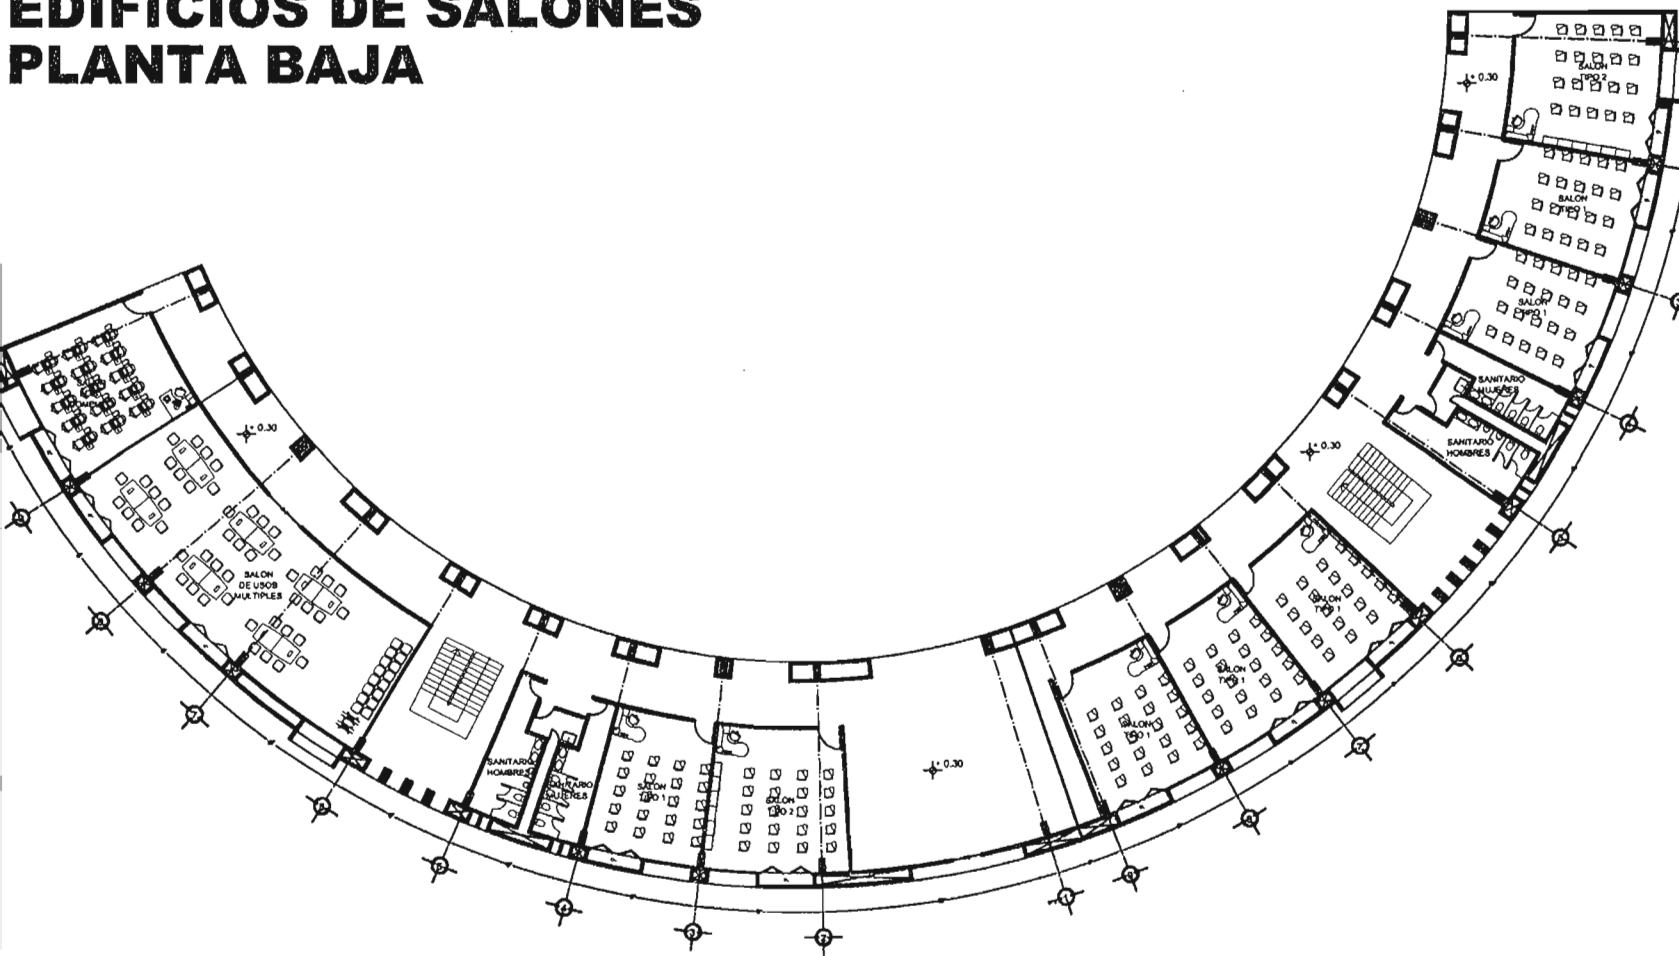 EDIFICIOS DE SALONES
PLANTA BAJA
+ 0.30
SALON
TIPO 2
SALON
TIPO 1
SALON
TIPO 1
SANITARIO
MUJERES
SANITARIO
HOMBRES
+ 0.30
SALON
TIPO 1
SALON
TIPO 1
SALON
TIPO 1
+ 0.30
SALON
TIPO 2
SALON
TIPO 1
SANITARIO
MUJERES
SANITARIO
HOMBRES
SALON
DE USOS
MULTIPLES
+ 0.30